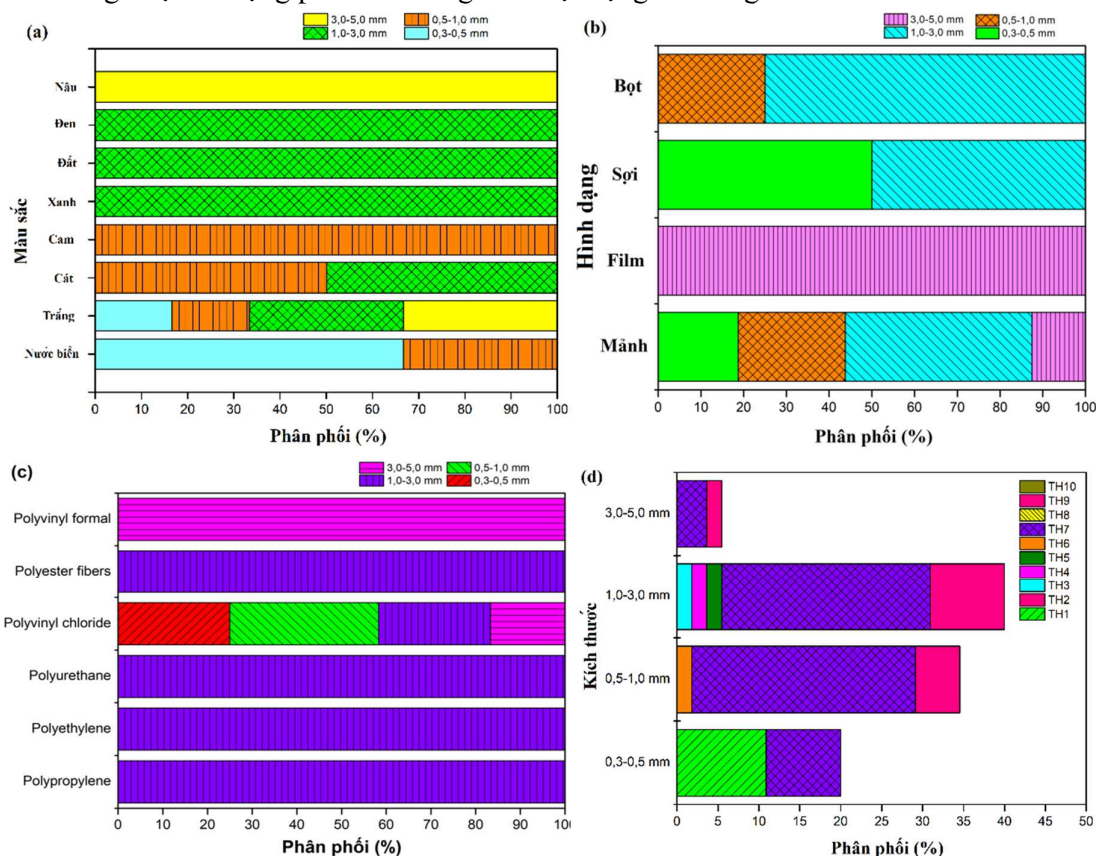 (a)
3,0-5,0 mm 0,5-1,0 mm
1,0-3,0 mm 0,3-0,5 mm
Màu sắc
Nâu
Đen
Đất
Xanh
Cam
Cát
Trắng
Nước biển
0 10 20 30 40 50 60 70 80 90 100
Phân phối (%)
(b)
3,0-5,0 mm 0,5-1,0 mm
1,0-3,0 mm 0,3-0,5 mm
Hình dạng
Bọt
Sợi
Film
Mảnh
0 10 20 30 40 50 60 70 80 90 100
Phân phối (%)
(c)
3,0-5,0 mm 0,5-1,0 mm
1,0-3,0 mm 0,3-0,5 mm
Polyvinyl formal
Polyester fibers
Polyvinyl chloride
Polyurethane
Polyethylene
Polypropylene
0 10 20 30 40 50 60 70 80 90
Phân phối (%)
(d)
TH10
TH9
TH8
TH7
TH6
TH5
TH4
TH3
TH2
TH1
Kích thước
3,0-5,0 mm
1,0-3,0 mm
0,5-1,0 mm
0,3-0,5 mm
0 5 10 15 20 25 30 35 40 45 50
Phân phối (%)